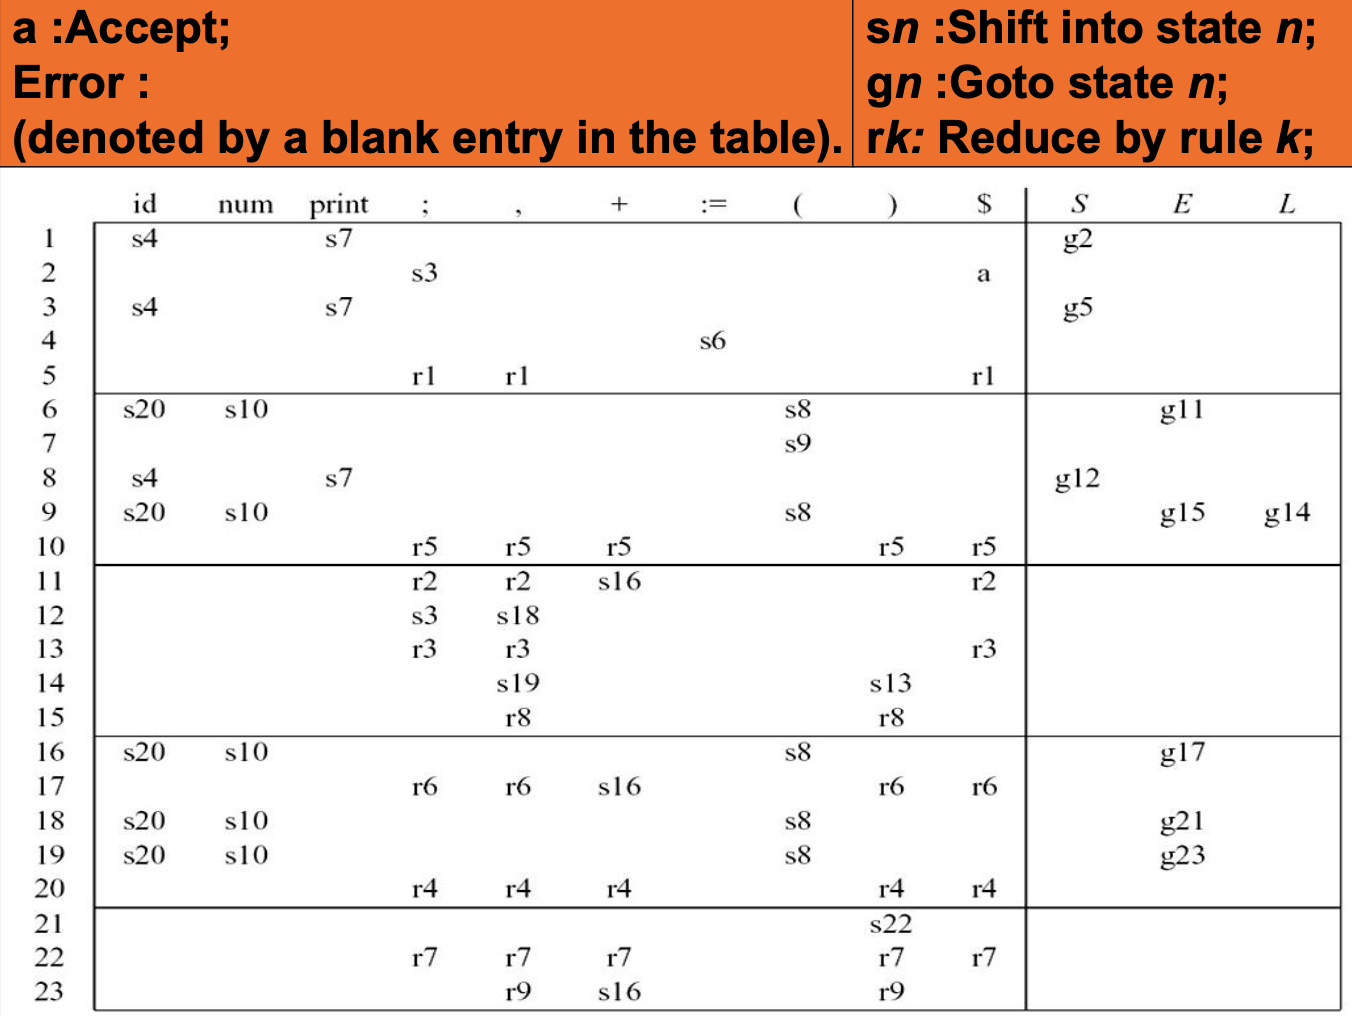 a :Accept;
Error :
(denoted by a blank entry in the table).
sn :Shift into state n;
gn :Goto state n;
rk: Reduce by rule k;
id num print ; , + := ( ) $ S E L
1 s4 s7 g2
2 s3 a
3 s4 s7 g5
4 s6
5 r1 r1 r1
6 s20 s10 s8 g11
7 s9
8 s4 s7 g12
9 s20 s10 s8 g15 g14
10 r5 r5 r5 r5 r5
11 r2 r2 s16 r2
12 s3 s18
13 r3 r3 r3
14 s19 s13
15 r8 r8
16 s20 s10 s8 g17
17 r6 r6 s16 r6 r6
18 s20 s10 s8 g21
19 s20 s10 s8 g23
20 r4 r4 r4 r4 r4
21 s22
22 r7 r7 r7 r7 r7
23 r9 s16 r9